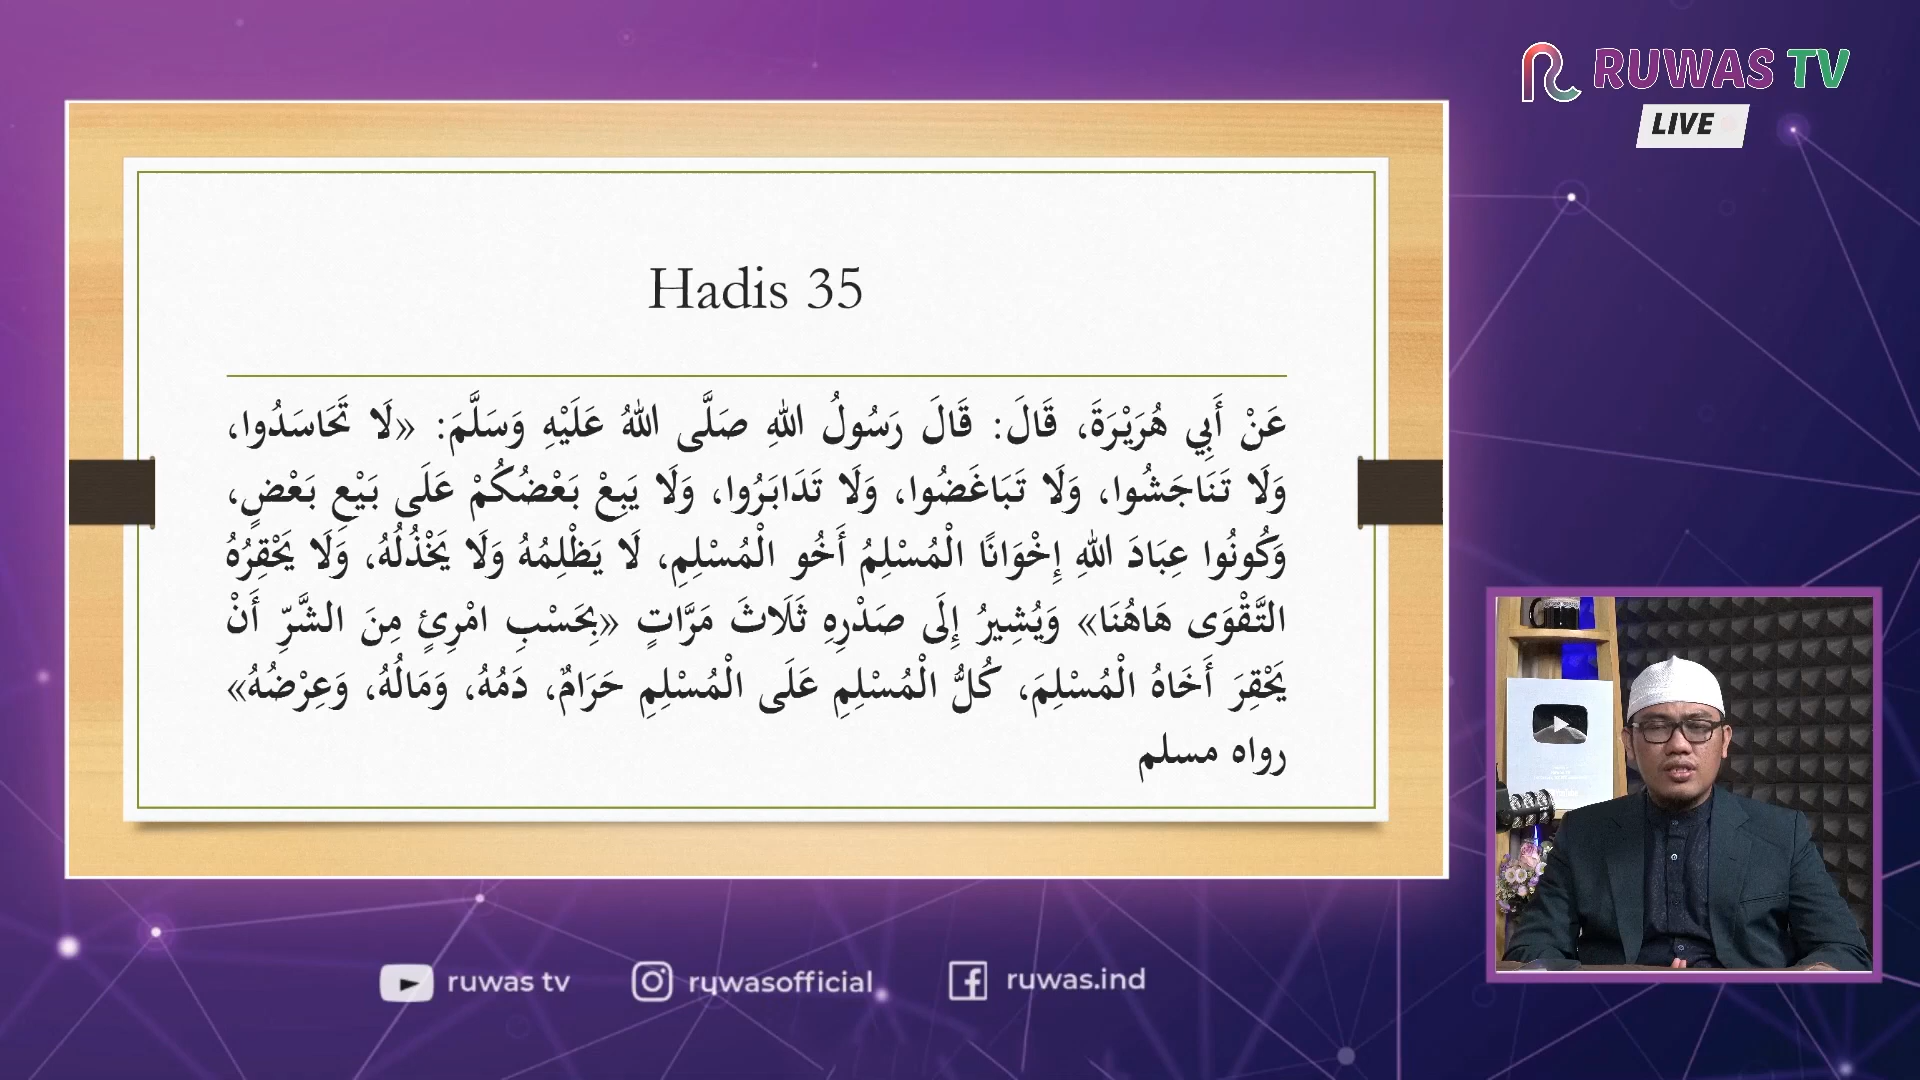 RUWAS TV
LIVE
Hadis 35
عَنْ أَبِي هُرَيْرَةَ، قَالَ: قَالَ رَسُولُ اللهِ صَلَّى اللهُ عَلَيْهِ وَسَلَّمَ: «لَا تَحَاسَدُوا،
وَلَا تَنَاجَشُوا، وَلَا تَبَاغَضُوا، وَلَا تَدَابَرُوا، وَلَا يَبِعْ بَعْضُكُمْ عَلَى بَيْعِ بَعْضٍ،
وَكُونُوا عِبَادَ اللهِ إِخْوَانًا الْمُسْلِمُ أَخُو الْمُسْلِمِ، لَا يَظْلِمُهُ وَلَا يَخْذُلُهُ، وَلَا يَحْقِرُهُ
التَّقْوَى هَاهُنَا» وَيُشِيرُ إِلَى صَدْرِهِ ثَلَاثَ مَرَّاتٍ «بِحَسْبِ امْرِئٍ مِنَ الشَّرِّ أَنْ
يَحْقِرَ أَخَاهُ الْمُسْلِمَ، كُلُّ الْمُسْلِمِ عَلَى الْمُسْلِمِ حَرَامٌ، دَمُهُ، وَمَالُهُ، وَعِرْضُهُ»
رواه مسلم
ruwas tv
ruwasofficial
ruwas.ind